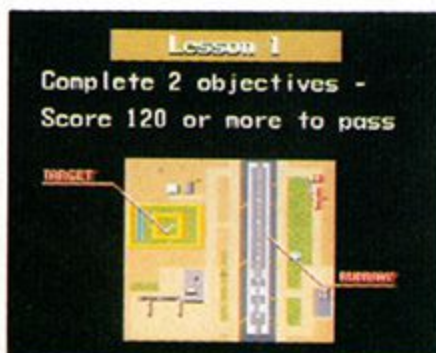 Lesson 1
Complete 2 objectives -
Score 120 or more to pass
TARGET
RUNWAY